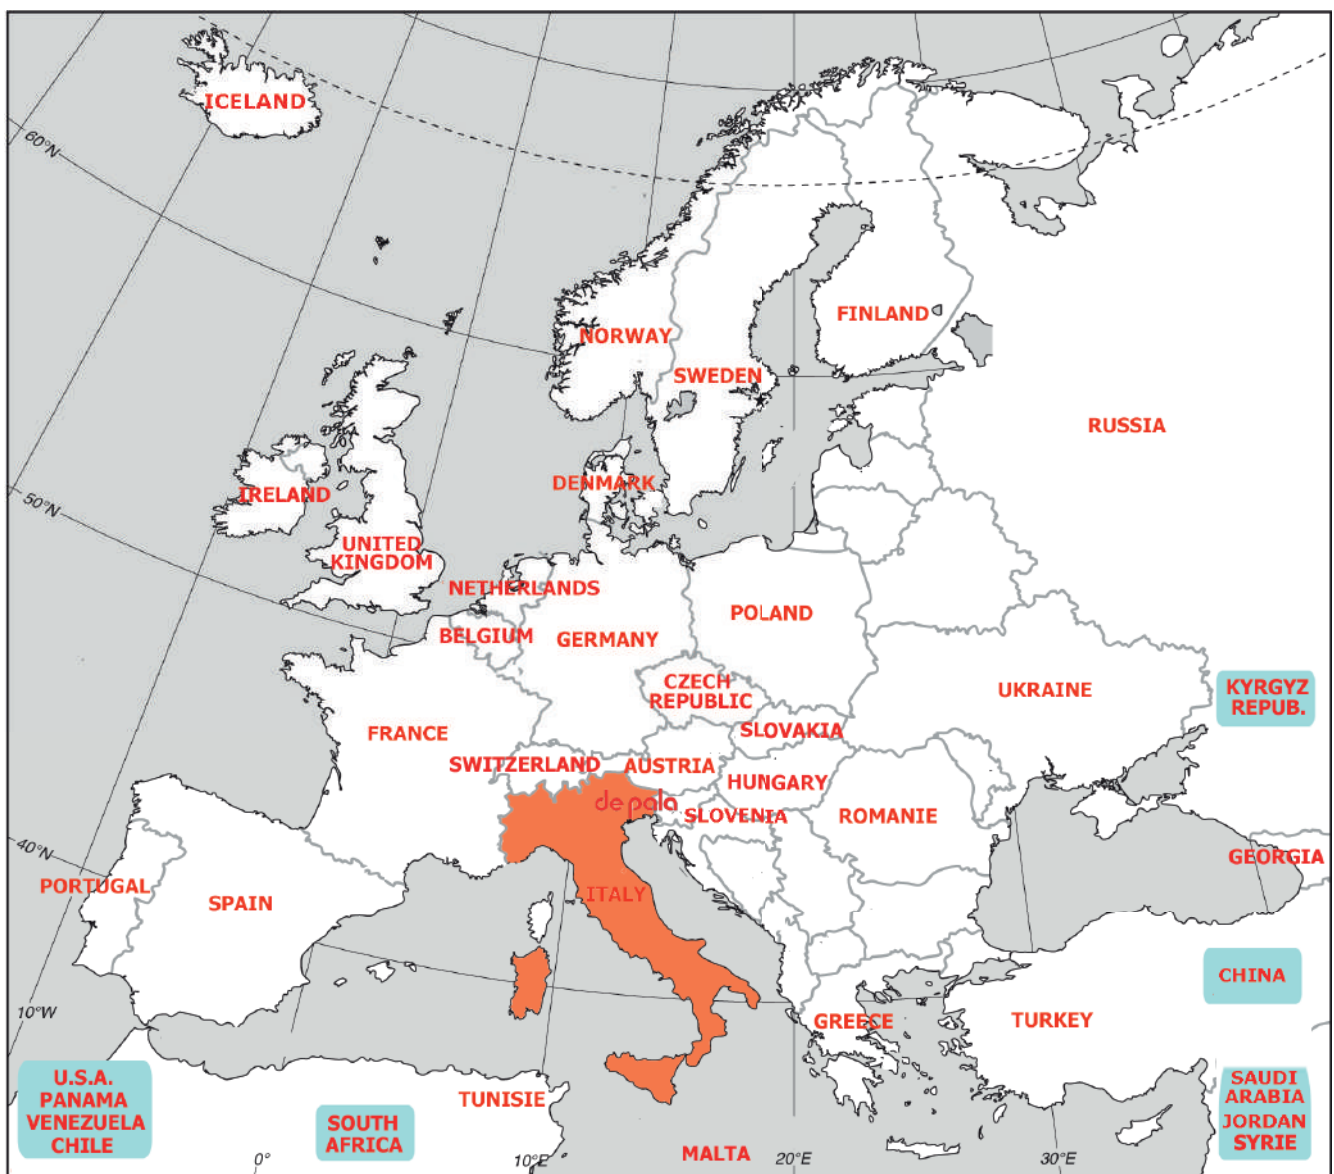 ICELAND
60°N
NORWAY
FINLAND
SWEDEN
RUSSIA
DENMARK
IRELAND
50°N
UNITED
KINGDOM
NETHERLANDS
POLAND
BELGIUM
GERMANY
CZECH
REPUBLIC
UKRAINE
KYRGYZ
REPUB.
FRANCE
SLOVAKIA
SWITZERLAND
AUSTRIA
HUNGARY
de pala
SLOVENIA
ROMANIE
40°N
GEORGIA
PORTUGAL
SPAIN
ITALY
CHINA
10°W
GREECE
TURKEY
U.S.A.
PANAMA
VENEZUELA
CHILE
SOUTH
AFRICA
TUNISIE
SAUDI
ARABIA
JORDAN
SYRIE
MALTA
0°
10°E
20°E
30°E